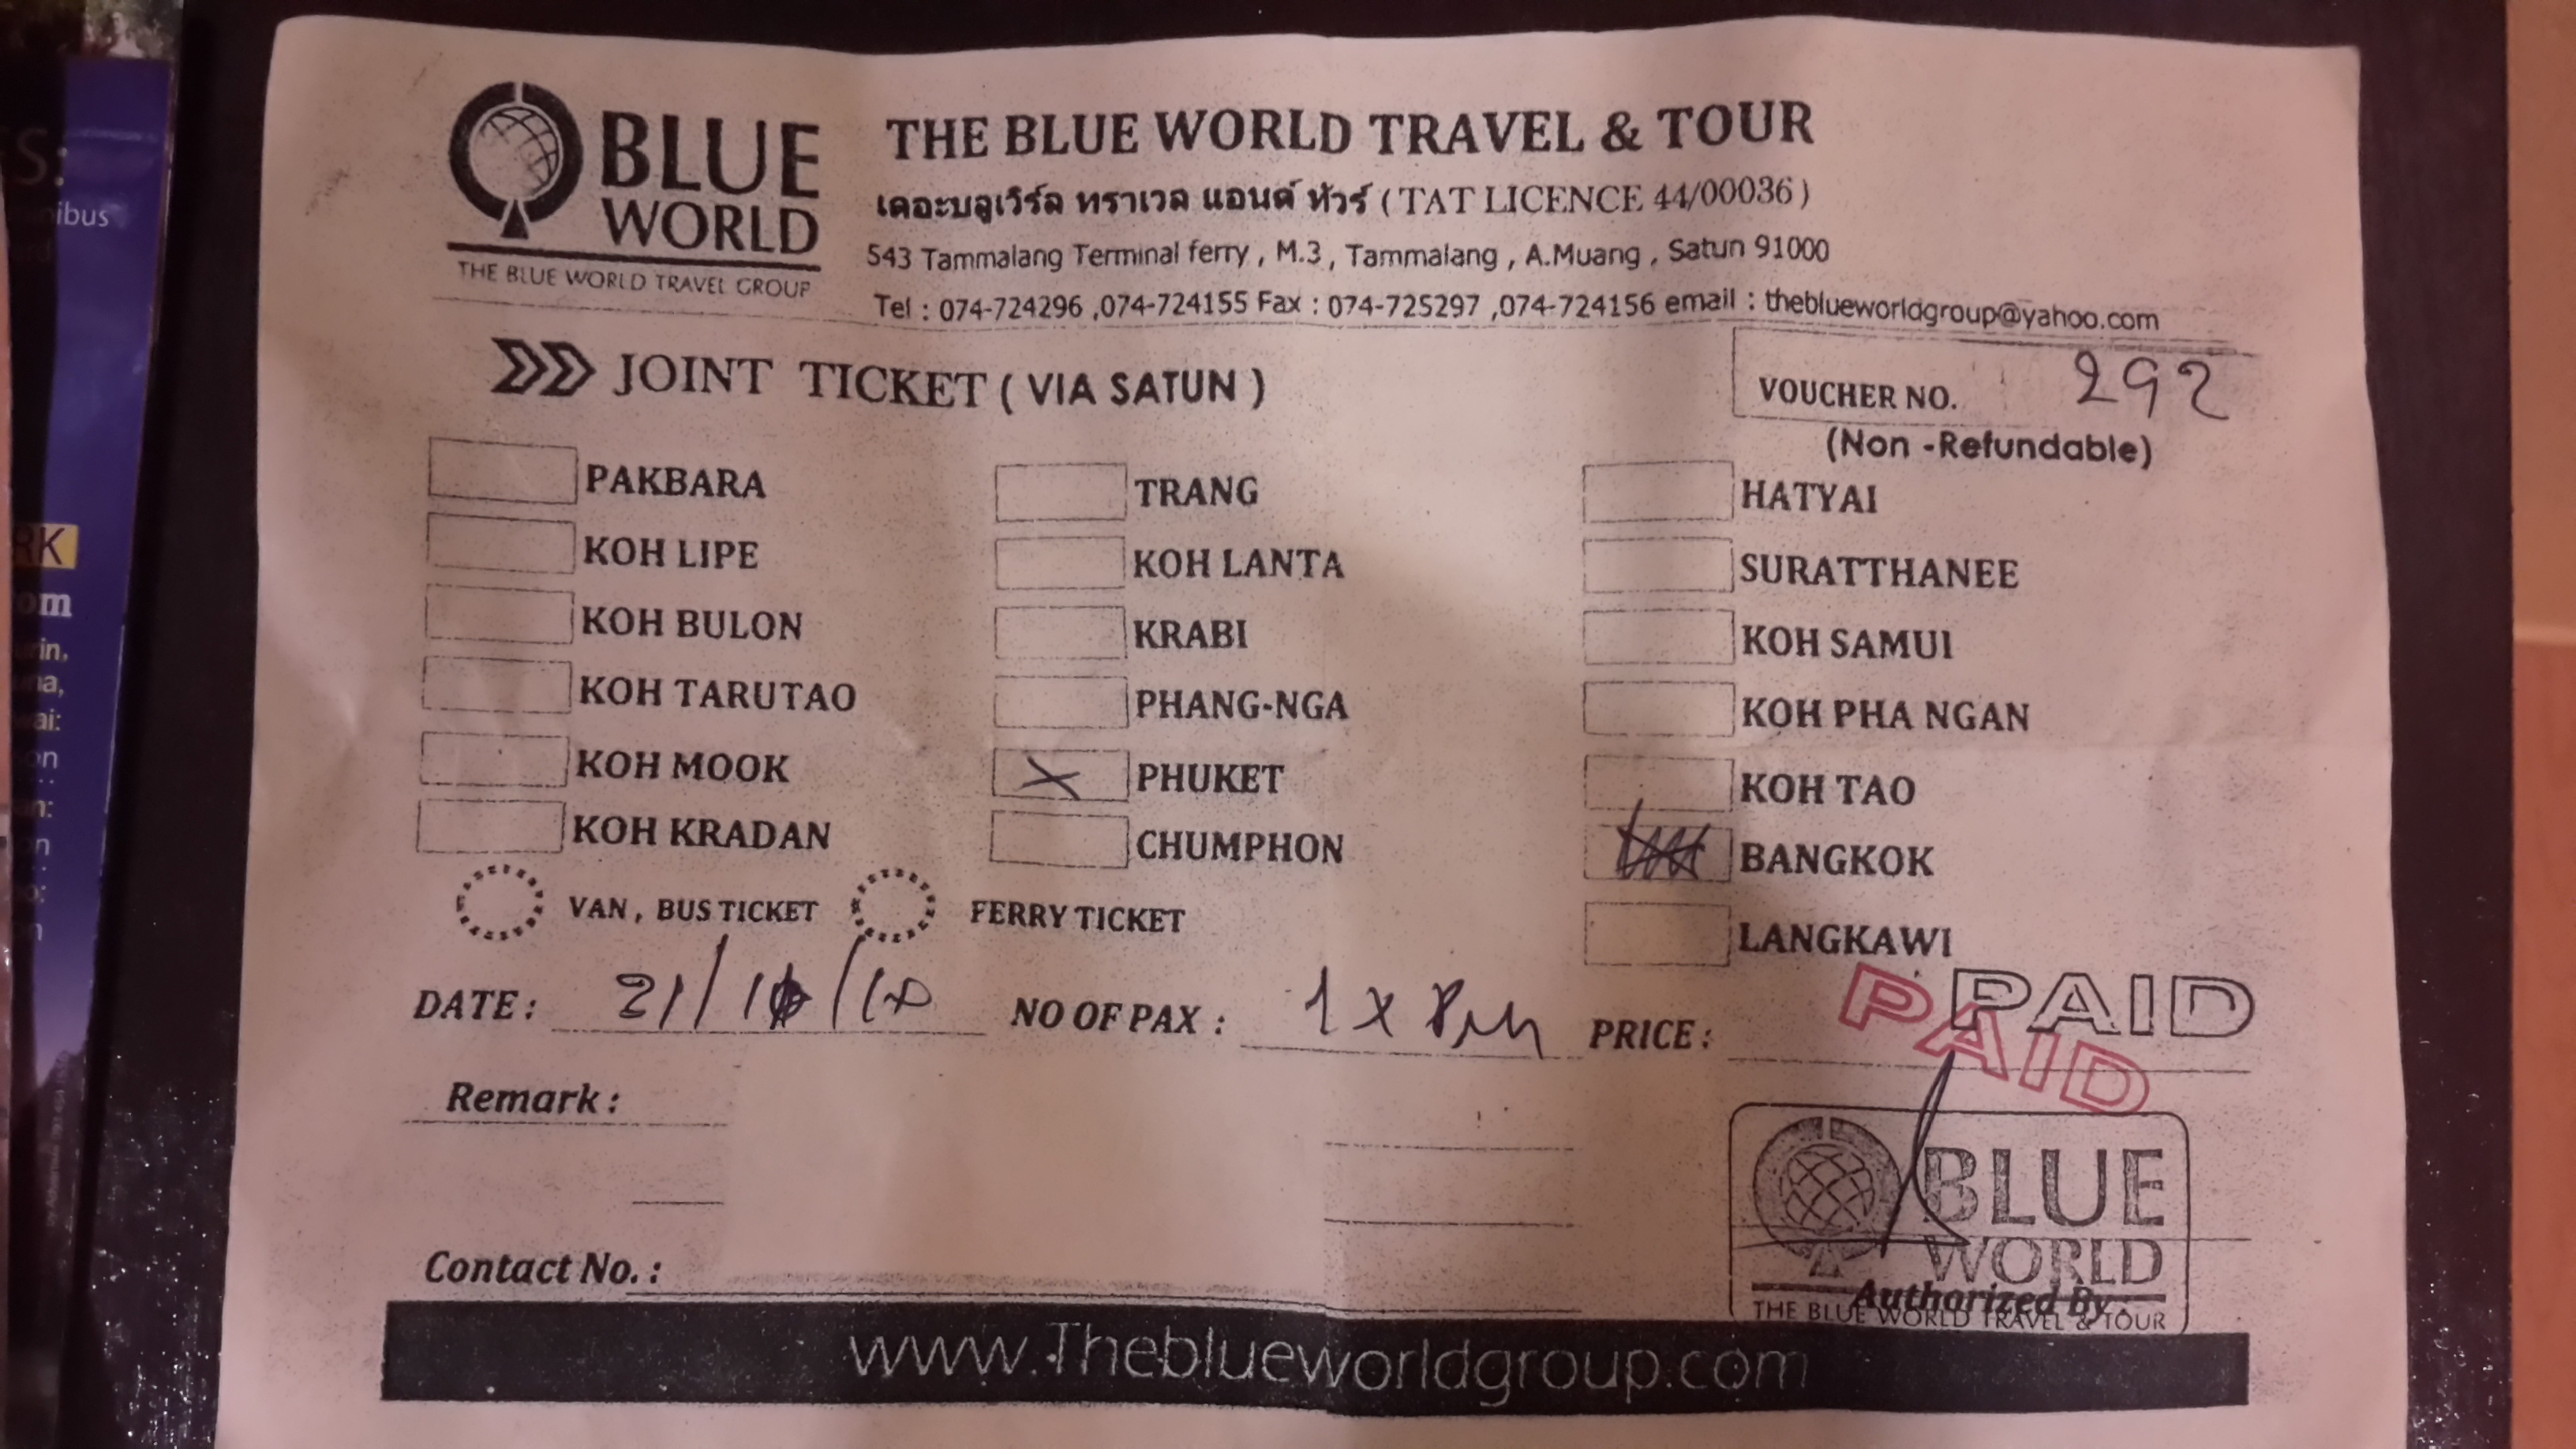 BLUE
WORLD
THE BLUE WORLD TRAVEL GROUP
THE BLUE WORLD TRAVEL & TOUR
เดอะบลูเวิร์ล ทราเวล แอนด์ ทัวร์ (TAT LICENCE 44/00036)
543 Tammalang Terminal ferry , M.3 , Tammalang , A.Muang , Satun 91000
Tel : 074-724296 ,074-724155 Fax : 074-725297 ,074-724156 email : theblueworldgroup@yahoo.com
JOINT TICKET ( VIA SATUN )
VOUCHER NO. 292
(Non -Refundable)
PAKBARA
KOH LIPE
KOH BULON
KOH TARUTAO
KOH MOOK
KOH KRADAN
TRANG
KOH LANTA
KRABI
PHANG-NGA
X PHUKET
CHUMPHON
HATYAI
SURATTHANEE
KOH SAMUI
KOH PHA NGAN
KOH TAO
BANGKOK
LANGKAWI
VAN , BUS TICKET
FERRY TICKET
DATE :
NO OF PAX : 1 x
PRICE : PAID
PAID
Remark :
Contact No. :
BLUE
WORLD
Authorized By :
THE BLUE WORLD TRAVEL & TOUR
www.Theblueworldgroup.com
ibus
RK
om
rin,